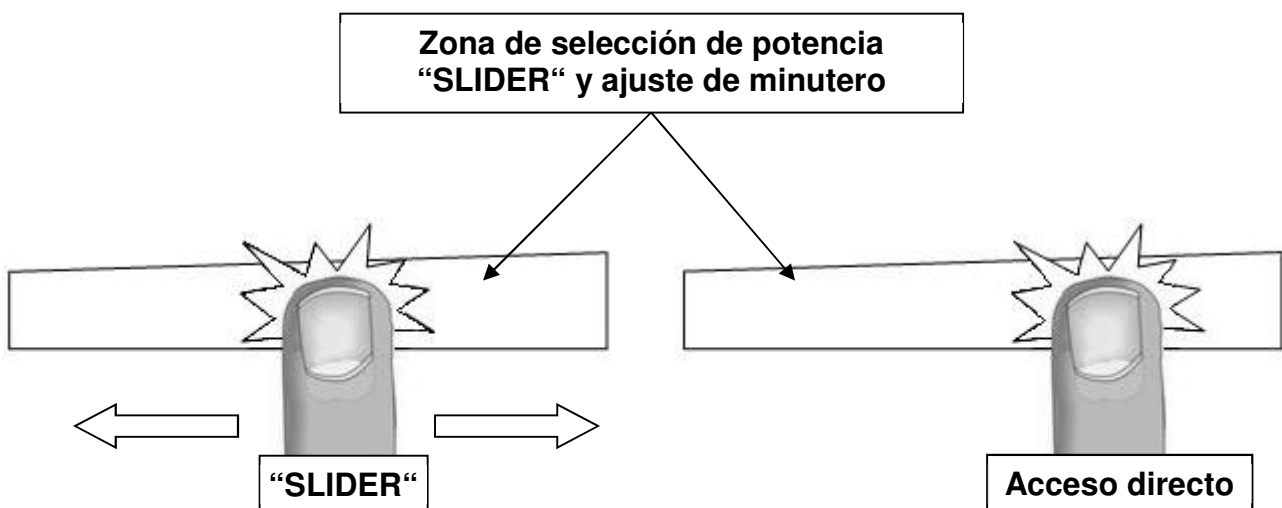 Zona de selección de potencia
“SLIDER“ y ajuste de minutero
“SLIDER“
Acceso directo